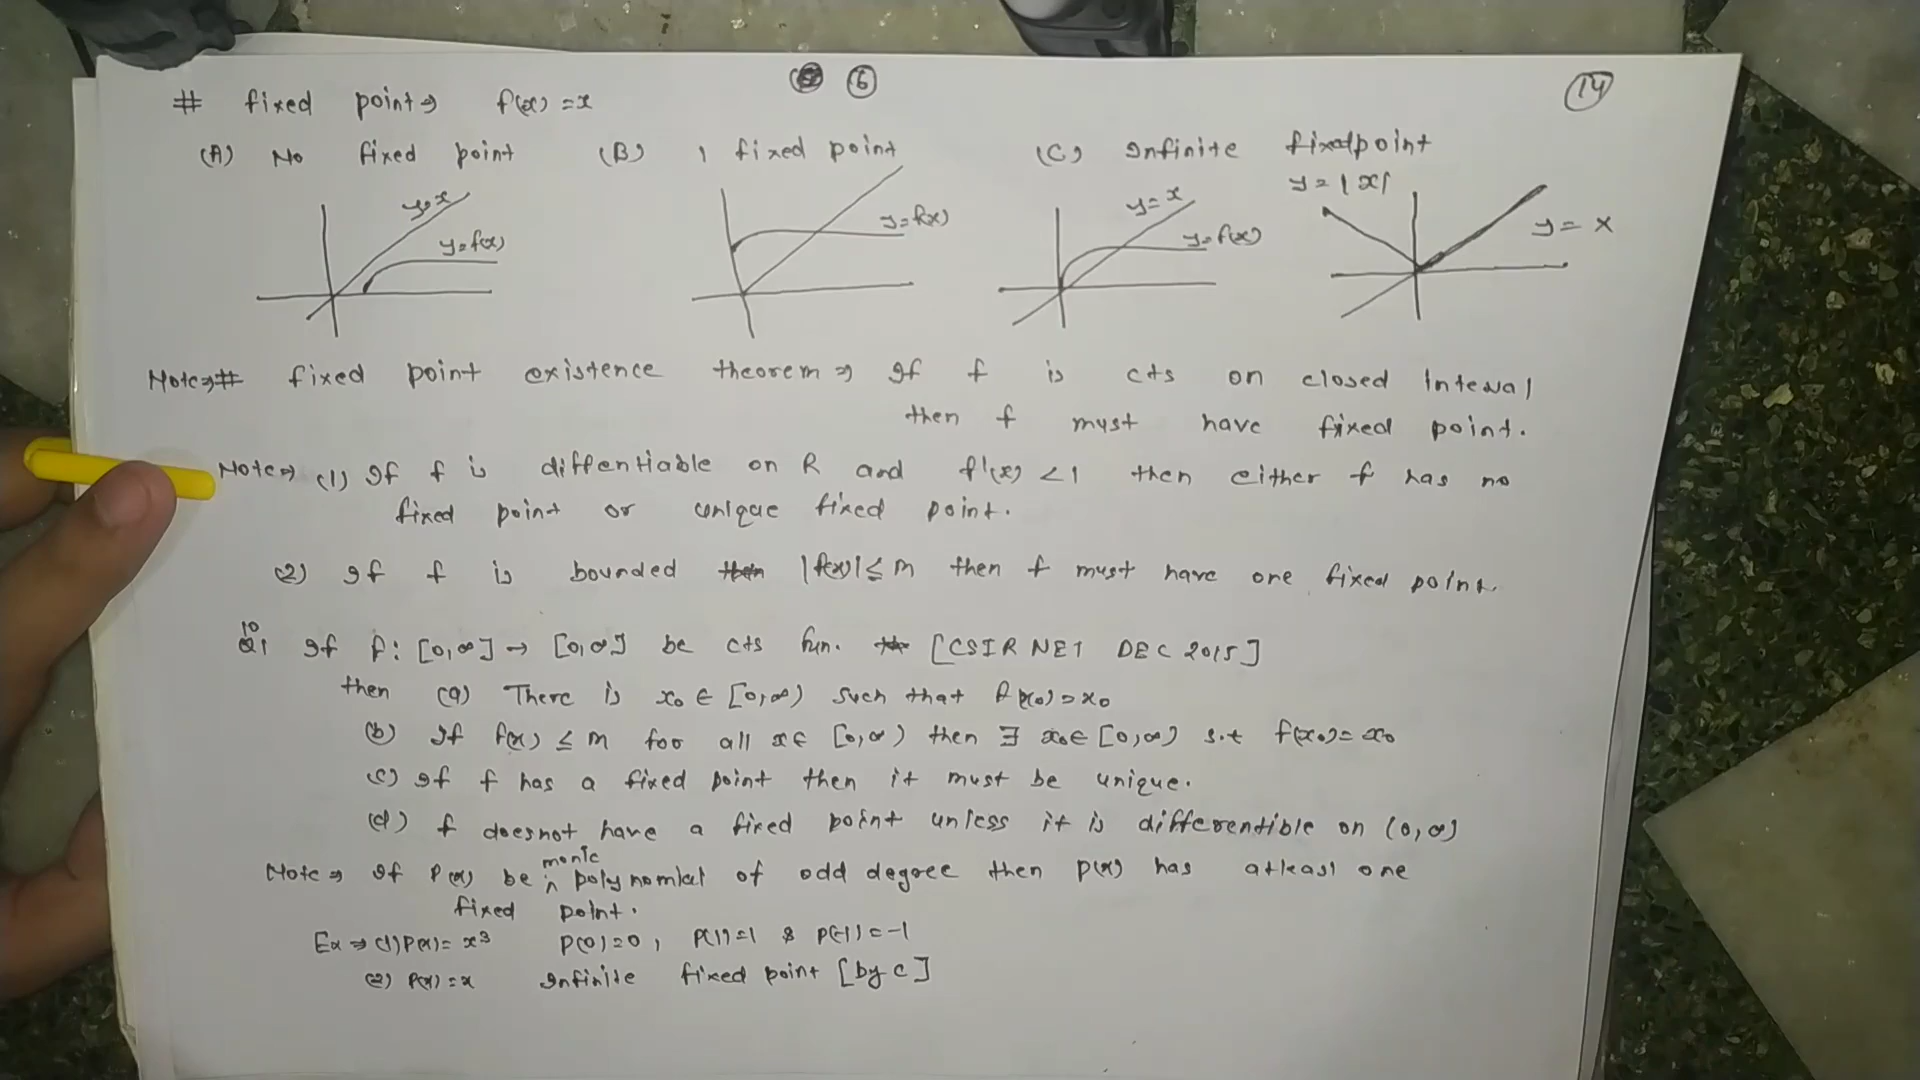 ⑥ ⑭
# fixed point ⇒ f(x) = x
(A) No fixed point (B) 1 fixed point (C) Infinite fixedpoint
y=x y=f(x) y=f(x) y=x y=f(x) y=|x| y=x
Note ⇒ # fixed point existence theorem ⇒ If f is cts on closed interval
then f must have fixed point.
Note ⇒ (1) If f is diffentiable on R and f'(x) < 1 then either f has no
fixed point or unique fixed point.
(2) If f is bounded |f(x)| ≤ m then f must have one fixed point.
10
Q1 If f: [0,∞] → [0,∞] be cts fun. [CSIR NET DEC 2015]
then (a) There is x₀ ∈ [0,∞) such that f(x₀) = x₀
(b) If f(x) ≤ m for all x ∈ [0,∞) then ∃ x₀ ∈ [0,∞) s.t f(x₀) = x₀
(c) If f has a fixed point then it must be unique.
(d) f doesnot have a fixed point unless it is differentible on (0,∞)
Note ⇒ If P(x) be monic polynomial of odd degree then P(x) has atleast one
fixed point.
Ex ⇒ (1) P(x) = x³ P(0)=0, P(1)=1 & P(-1)=-1
(2) P(x) = x Infinite fixed point [by c]